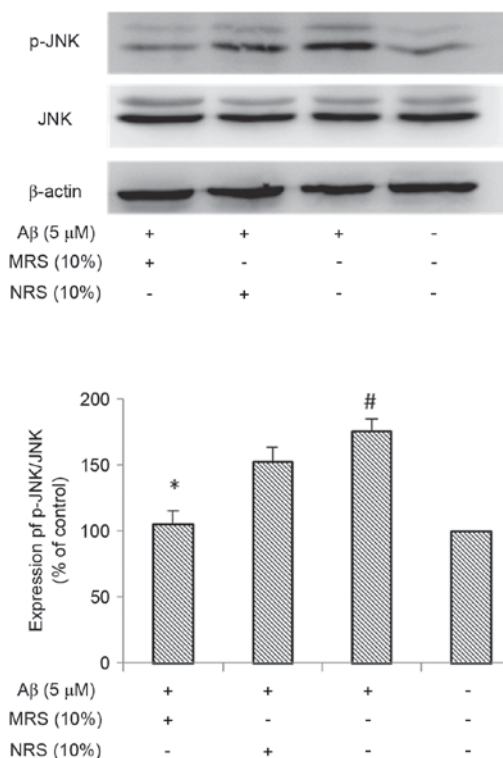 p-JNK
JNK
β-actin
Aβ (5 μM) + + + -
MRS (10%) + - - -
NRS (10%) - + - -
200
150
100
50
0
Expression pf p-JNK/JNK
(% of control)
*
#
Aβ (5 μM) + + + -
MRS (10%) + - - -
NRS (10%) - + - -